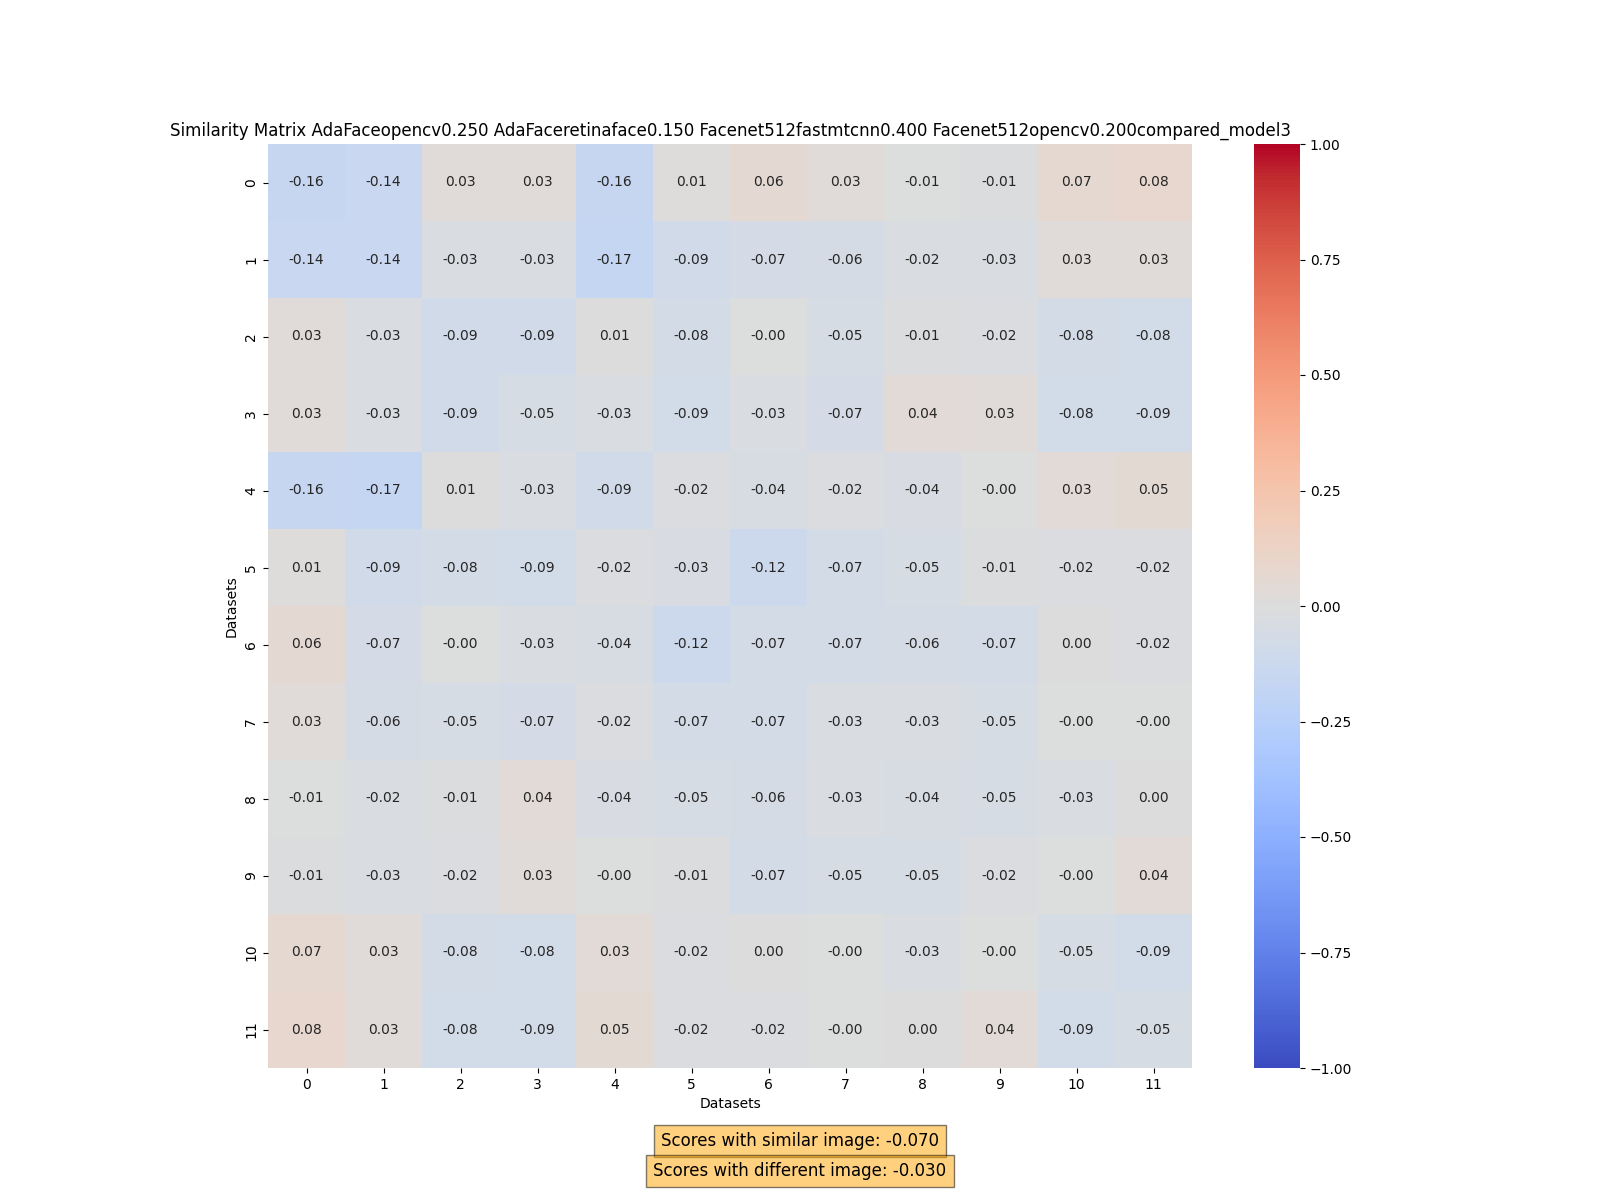 Similarity Matrix AdaFaceopencv0.250 AdaFaceretinaface0.150 Facenet512fastmtcnn0.400 Facenet512opencv0.200compared_model3
0 -0.16 -0.14 0.03 0.03 -0.16 0.01 0.06 0.03 -0.01 -0.01 0.07 0.08
1 -0.14 -0.14 -0.03 -0.03 -0.17 -0.09 -0.07 -0.06 -0.02 -0.03 0.03 0.03
2 0.03 -0.03 -0.09 -0.09 0.01 -0.08 -0.00 -0.05 -0.01 -0.02 -0.08 -0.08
3 0.03 -0.03 -0.09 -0.05 -0.03 -0.09 -0.03 -0.07 0.04 0.03 -0.08 -0.09
4 -0.16 -0.17 0.01 -0.03 -0.09 -0.02 -0.04 -0.02 -0.04 -0.00 0.03 0.05
5 0.01 -0.09 -0.08 -0.09 -0.02 -0.03 -0.12 -0.07 -0.05 -0.01 -0.02 -0.02
6 0.06 -0.07 -0.00 -0.03 -0.04 -0.12 -0.07 -0.07 -0.06 -0.07 0.00 -0.02
7 0.03 -0.06 -0.05 -0.07 -0.02 -0.07 -0.07 -0.03 -0.03 -0.05 -0.00 -0.00
8 -0.01 -0.02 -0.01 0.04 -0.04 -0.05 -0.06 -0.03 -0.04 -0.05 -0.03 0.00
9 -0.01 -0.03 -0.02 0.03 -0.00 -0.01 -0.07 -0.05 -0.05 -0.02 -0.00 0.04
10 0.07 0.03 -0.08 -0.08 0.03 -0.02 0.00 -0.00 -0.03 -0.00 -0.05 -0.09
11 0.08 0.03 -0.08 -0.09 0.05 -0.02 -0.02 -0.00 0.00 0.04 -0.09 -0.05
0 1 2 3 4 5 6 7 8 9 10 11
Datasets
Datasets
1.00
0.75
0.50
0.25
0.00
−0.25
−0.50
−0.75
−1.00
Scores with similar image: -0.070
Scores with different image: -0.030